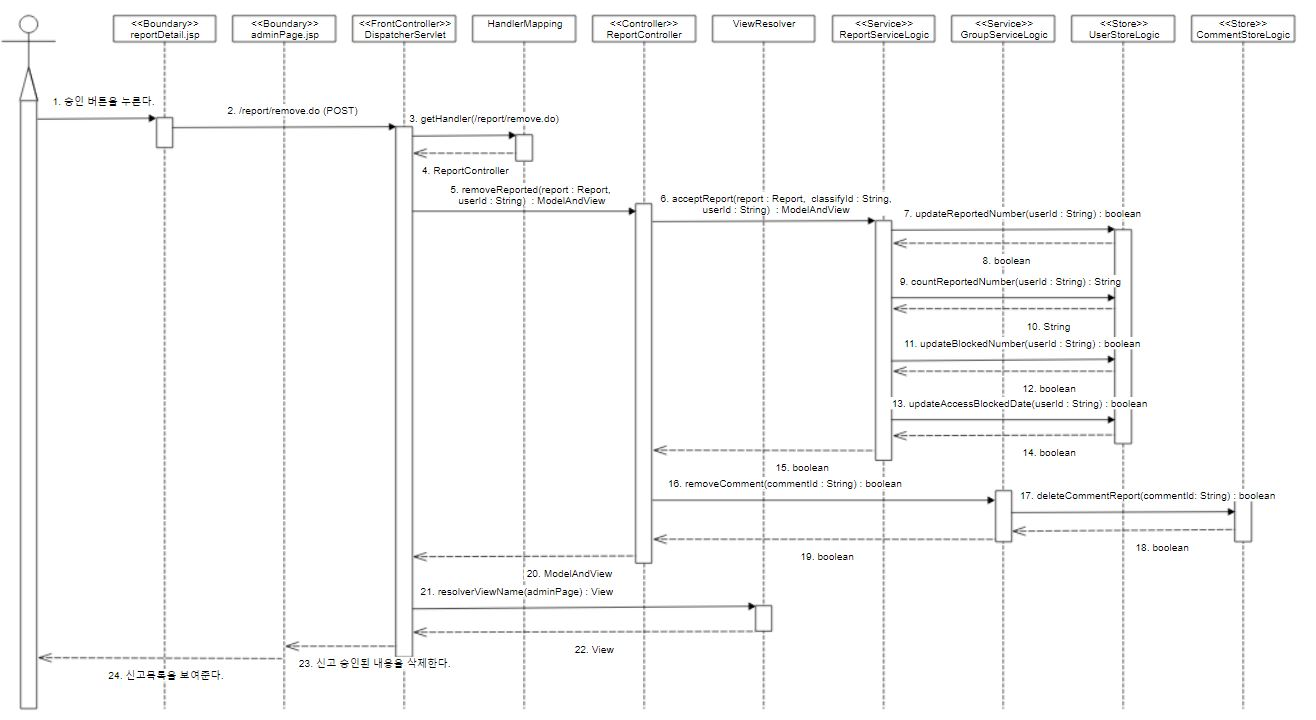 <<Boundary>>
reportDetail.jsp
<<Boundary>>
adminPage.jsp
<<FrontController>>
DispatcherServlet
HandlerMapping
<<Controller>>
ReportController
ViewResolver
<<Service>>
ReportServiceLogic
<<Service>>
GroupServiceLogic
<<Store>>
UserStoreLogic
<<Store>>
CommentStoreLogic
1. 승인 버튼을 누른다.
2. /report/remove.do (POST)
3. getHandler(/report/remove.do)
4. ReportController
5. removeReported(report : Report,
userId : String) : ModelAndView
6. acceptReport(report : Report, classifyId : String,
userId : String) : ModelAndView
7. updateReportedNumber(userId : String) : boolean
8. boolean
9. countReportedNumber(userId : String) : String
10. String
11. updateBlockedNumber(userId : String) : boolean
12. boolean
13. updateAccessBlockedDate(userId : String) : boolean
14. boolean
15. boolean
16. removeComment(commentId : String) : boolean
17. deleteCommentReport(commentId: String) : boolean
18. boolean
19. boolean
20. ModelAndView
21. resolverViewName(adminPage) : View
22. View
23. 신고 승인된 내용을 삭제한다.
24. 신고목록을 보여준다.